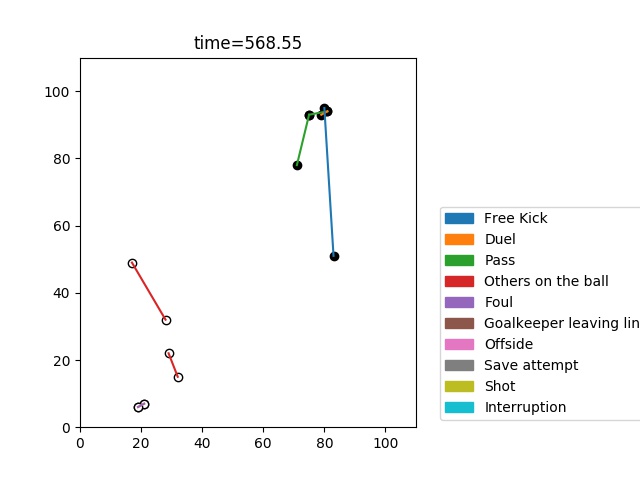 time=568.55
100
80
60
40
20
0
0 20 40 60 80 100
Free Kick
Duel
Pass
Others on the ball
Foul
Goalkeeper leaving lin
Offside
Save attempt
Shot
Interruption